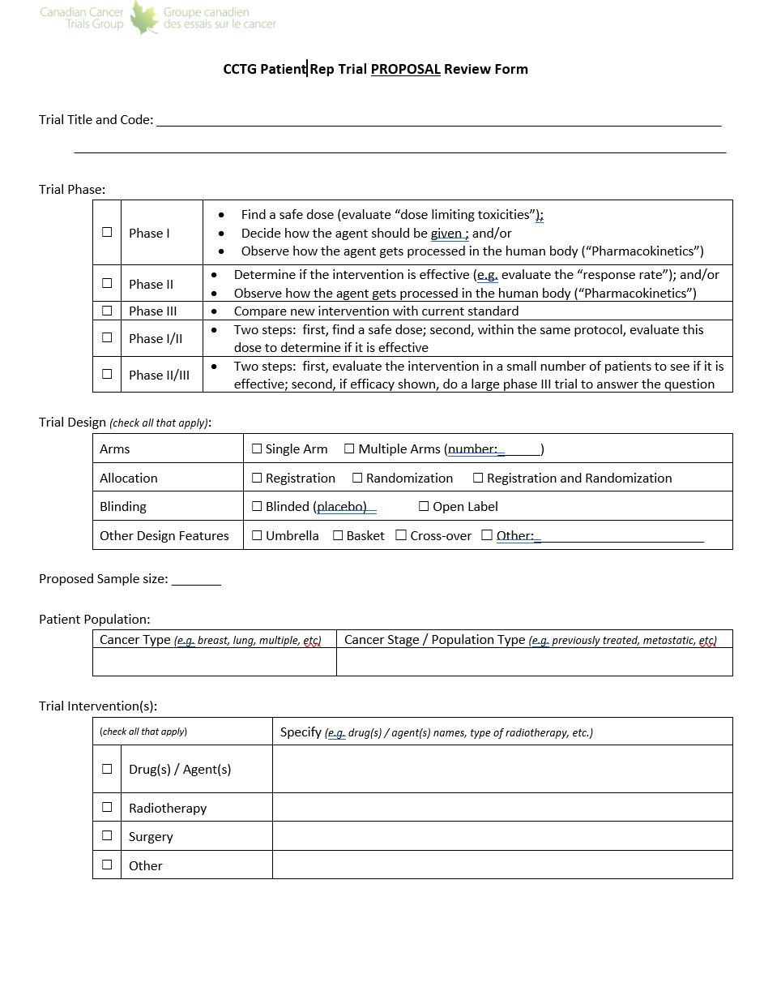 Canadian Cancer Trials Group
Groupe canadien des essais sur le cancer
CCTG Patient Rep Trial PROPOSAL Review Form
Trial Title and Code: ____________________
____________________
Trial Phase:
☐ Phase I
• Find a safe dose (evaluate “dose limiting toxicities”);
• Decide how the agent should be given ; and/or
• Observe how the agent gets processed in the human body (“Pharmacokinetics”)
☐ Phase II
• Determine if the intervention is effective (e.g. evaluate the “response rate”); and/or
• Observe how the agent gets processed in the human body (“Pharmacokinetics”)
☐ Phase III
• Compare new intervention with current standard
☐ Phase I/II
• Two steps:  first, find a safe dose; second, within the same protocol, evaluate this
dose to determine if it is effective
☐ Phase II/III
• Two steps:  first, evaluate the intervention in a small number of patients to see if it is
effective; second, if efficacy shown, do a large phase III trial to answer the question
Trial Design (check all that apply):
Arms ☐ Single Arm ☐ Multiple Arms (number:______)
Allocation ☐ Registration ☐ Randomization ☐ Registration and Randomization
Blinding ☐ Blinded (placebo)_ ☐ Open Label
Other Design Features ☐ Umbrella ☐ Basket ☐ Cross-over ☐ Other:____________________
Proposed Sample size: _______
Patient Population:
Cancer Type (e.g. breast, lung, multiple, etc) Cancer Stage / Population Type (e.g. previously treated, metastatic, etc)
Trial Intervention(s):
(check all that apply) Specify (e.g. drug(s) / agent(s) names, type of radiotherapy, etc.)
☐ Drug(s) / Agent(s)
☐ Radiotherapy
☐ Surgery
☐ Other